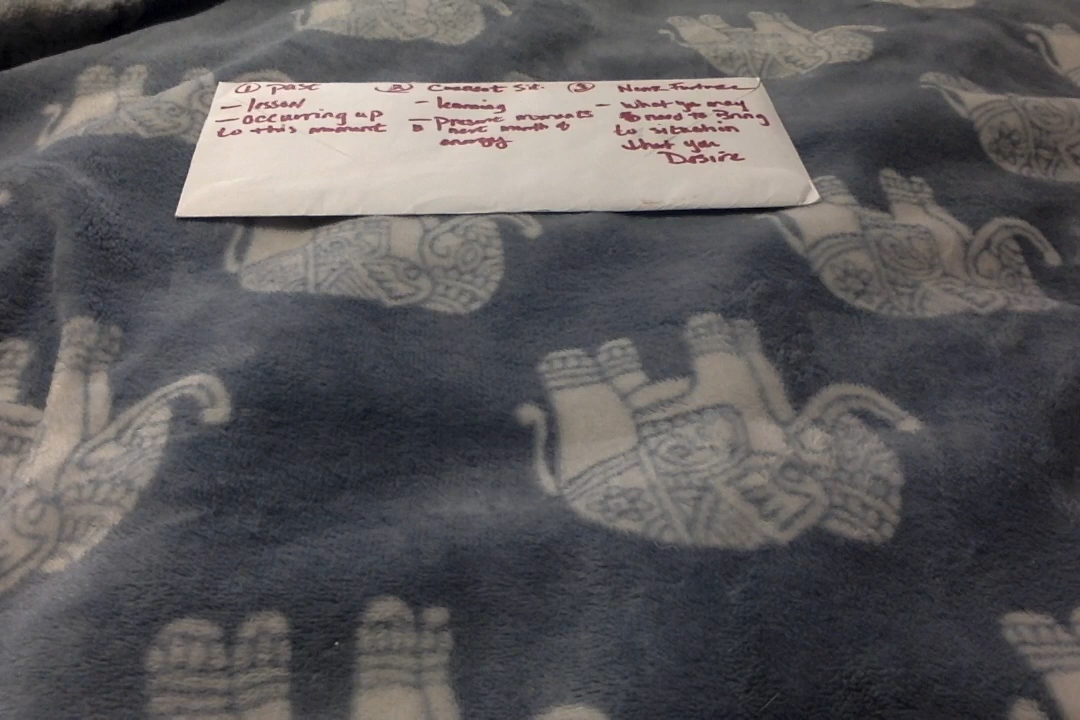 ① Past
- lesson
- occurring up
to this moment
② Current Sit.
- learning
- Present moments
next month of
energy
③ Near Future
- what you may
need to Bring
to situation
that you
Desire